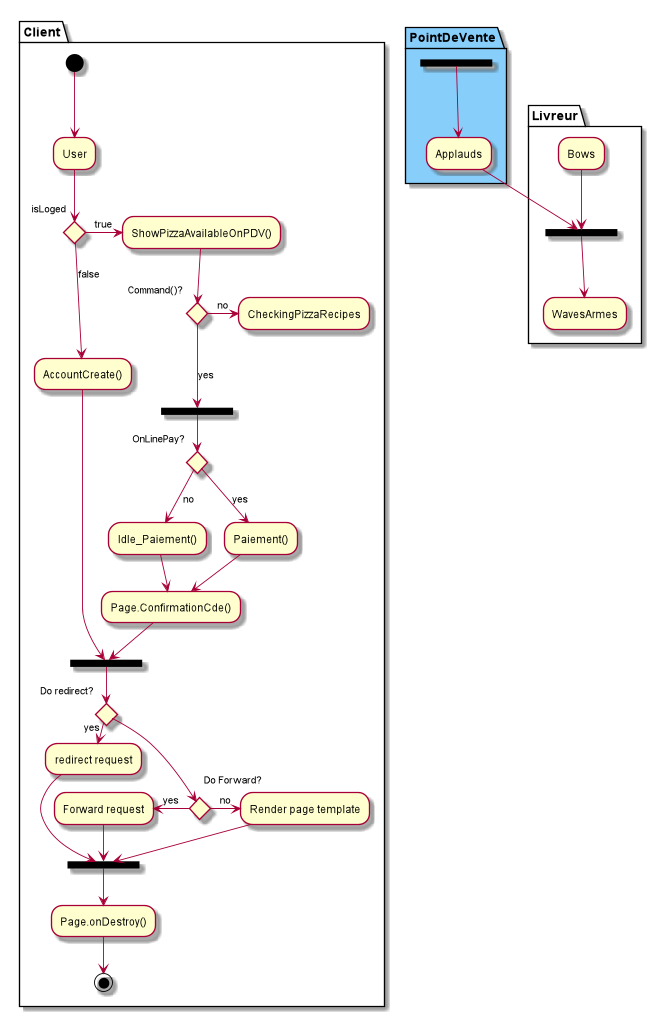 Client
User
isLoged
true
ShowPizzaAvailableOnPDV()
false
Command()?
no
CheckingPizzaRecipes
AccountCreate()
yes
OnLinePay?
no
yes
Idle_Paiement()
Paiement()
Page.ConfirmationCde()
Do redirect?
yes
redirect request
Do Forward?
yes
no
Forward request
Render page template
Page.onDestroy()
PointDeVente
Applauds
Livreur
Bows
WavesArmes